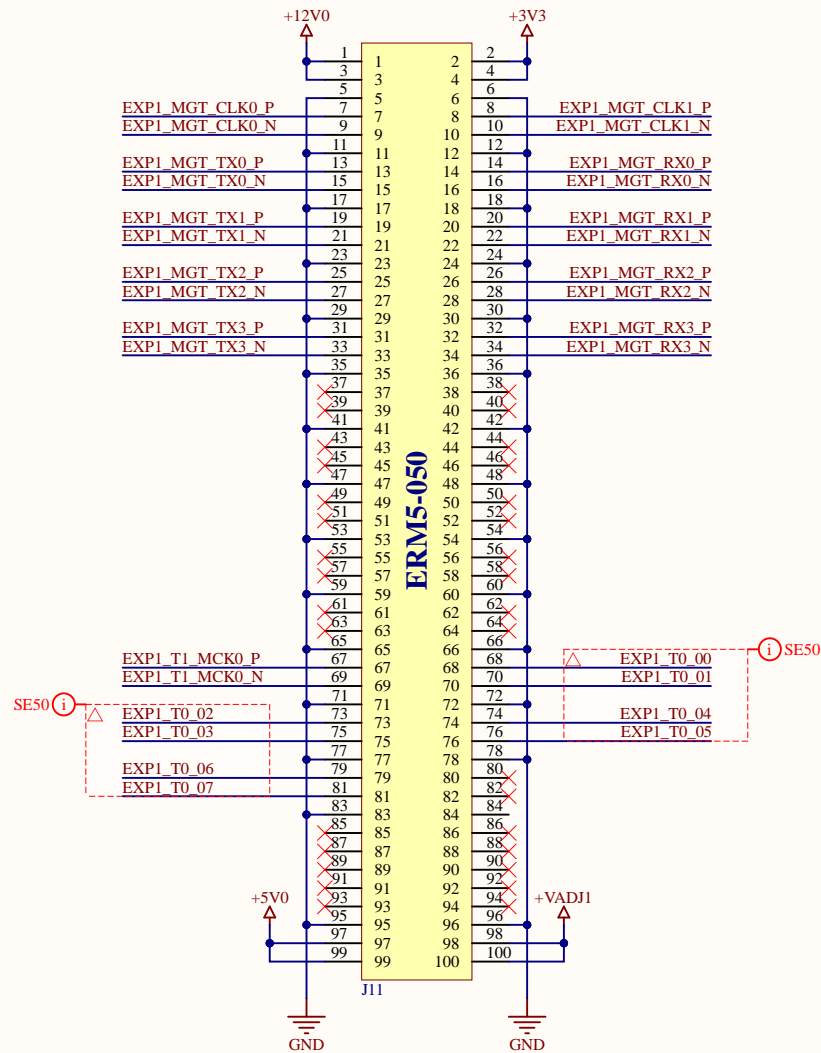 +12V0 +3V3
1 1 2 2
3 3 4 4
5 5 6 6
EXP1_MGT_CLK0_P 7 7 8 8 EXP1_MGT_CLK1_P
EXP1_MGT_CLK0_N 9 9 10 10 EXP1_MGT_CLK1_N
11 11 12 12
EXP1_MGT_TX0_P 13 13 14 14 EXP1_MGT_RX0_P
EXP1_MGT_TX0_N 15 15 16 16 EXP1_MGT_RX0_N
17 17 18 18
EXP1_MGT_TX1_P 19 19 20 20 EXP1_MGT_RX1_P
EXP1_MGT_TX1_N 21 21 22 22 EXP1_MGT_RX1_N
23 23 24 24
EXP1_MGT_TX2_P 25 25 26 26 EXP1_MGT_RX2_P
EXP1_MGT_TX2_N 27 27 28 28 EXP1_MGT_RX2_N
29 29 30 30
EXP1_MGT_TX3_P 31 31 32 32 EXP1_MGT_RX3_P
EXP1_MGT_TX3_N 33 33 34 34 EXP1_MGT_RX3_N
35 35 36 36
37 37 38 38
39 39 40 40
41 41 42 42
43 43 44 44
45 45 46 46
47 47 48 48
49 49 50 50
51 51 52 52
53 53 54 54
55 55 56 56
57 57 58 58
59 59 60 60
61 61 62 62
63 63 64 64
ERM5-050
65 65 66 66
i SE50
EXP1_T1_MCK0_P 67 67 68 68 EXP1_T0_00
EXP1_T1_MCK0_N 69 69 70 70 EXP1_T0_01
SE50 i
71 71 72 72
EXP1_T0_02 73 73 74 74 EXP1_T0_04
EXP1_T0_03 75 75 76 76 EXP1_T0_05
77 77 78 78
EXP1_T0_06 79 79 80 80
EXP1_T0_07 81 81 82 82
83 83 84 84
85 85 86 86
87 87 88 88
89 89 90 90
91 91 92 92
93 93 94 94
+5V0 +VADJ1
95 95 96 96
97 97 98 98
99 99 100 100
J11
GND GND